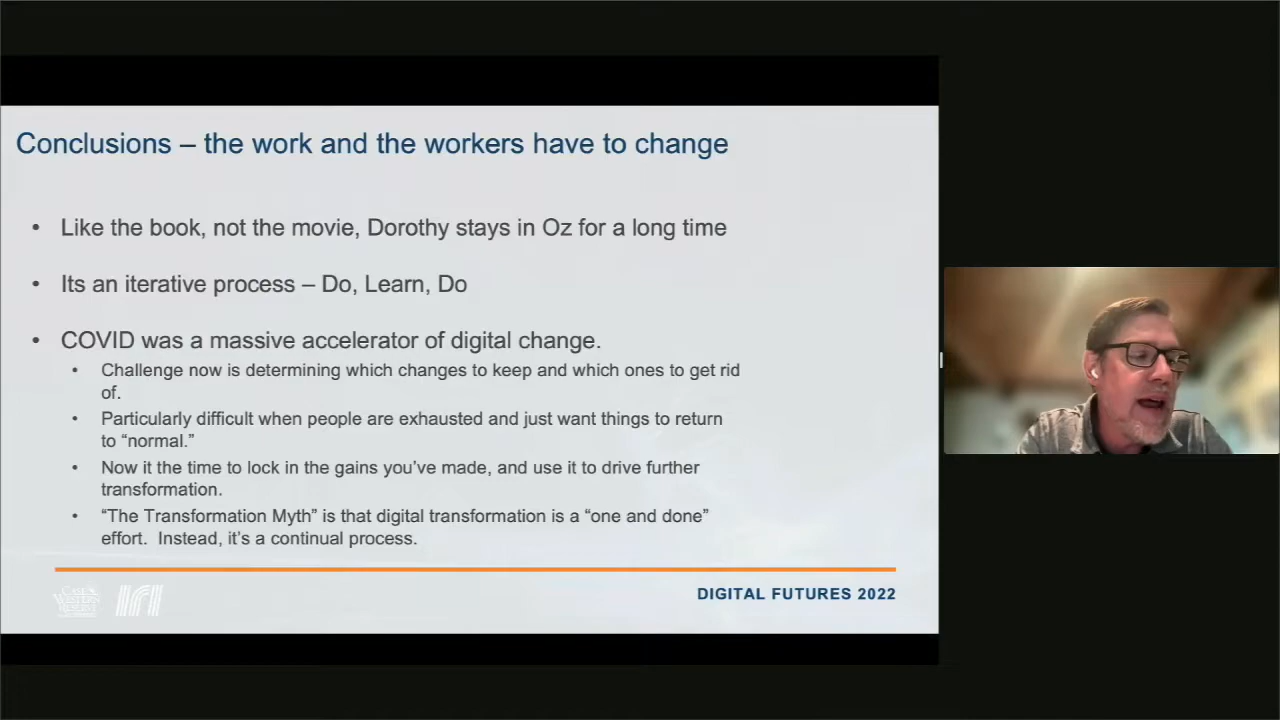 Conclusions – the work and the workers have to change
• Like the book, not the movie, Dorothy stays in Oz for a long time
• Its an iterative process – Do, Learn, Do
• COVID was a massive accelerator of digital change.
• Challenge now is determining which changes to keep and which ones to get rid
of.
• Particularly difficult when people are exhausted and just want things to return
to “normal.”
• Now it the time to lock in the gains you’ve made, and use it to drive further
transformation.
• “The Transformation Myth” is that digital transformation is a “one and done”
effort.  Instead, it’s a continual process.
CASE
WESTERN
RESERVE
iri
DIGITAL FUTURES 2022